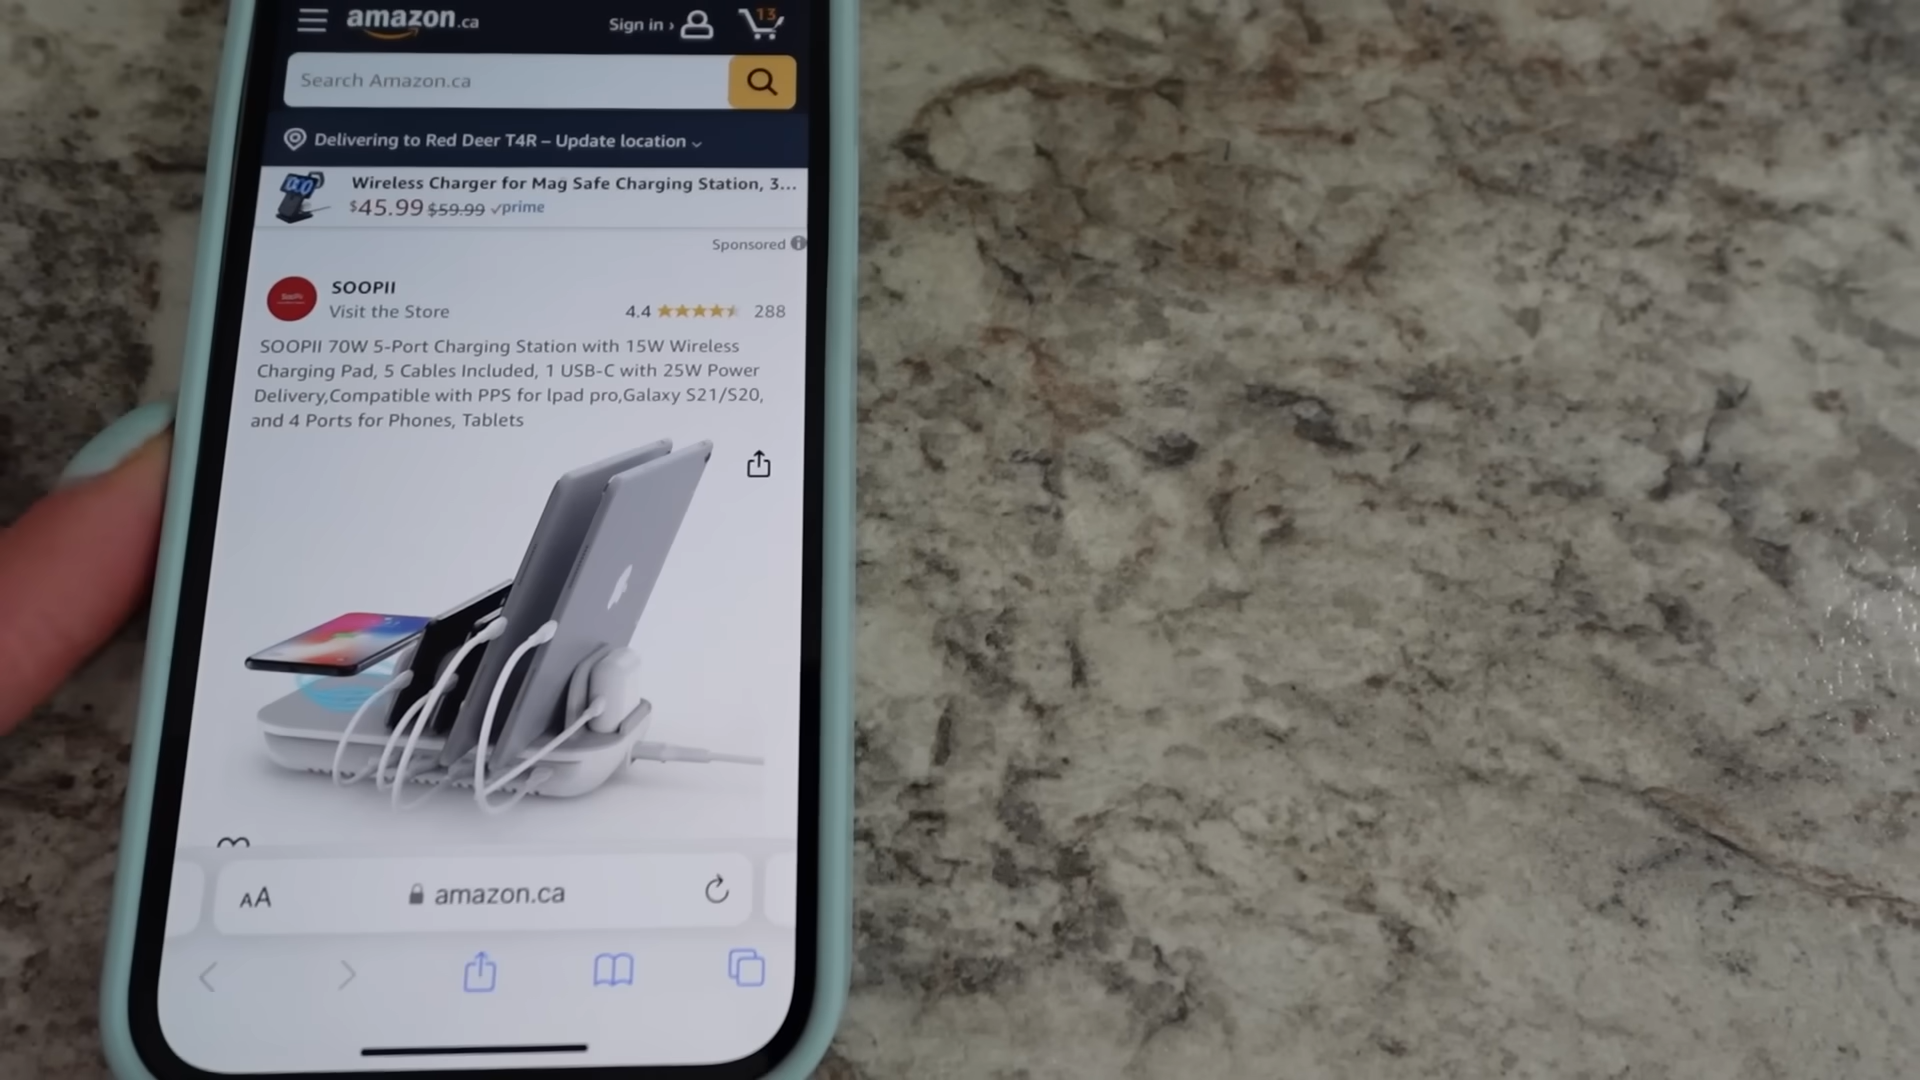 amazon.ca
Sign in ›
13
Search Amazon.ca
Delivering to Red Deer T4R – Update location
Wireless Charger for Mag Safe Charging Station, 3...
$45.99 $59.99 prime
Sponsored
SOOPII
Visit the Store
4.4
288
SOOPII 70W 5-Port Charging Station with 15W Wireless
Charging Pad, 5 Cables Included, 1 USB-C with 25W Power
Delivery,Compatible with PPS for Ipad pro,Galaxy S21/S20,
and 4 Ports for Phones, Tablets
AA
amazon.ca